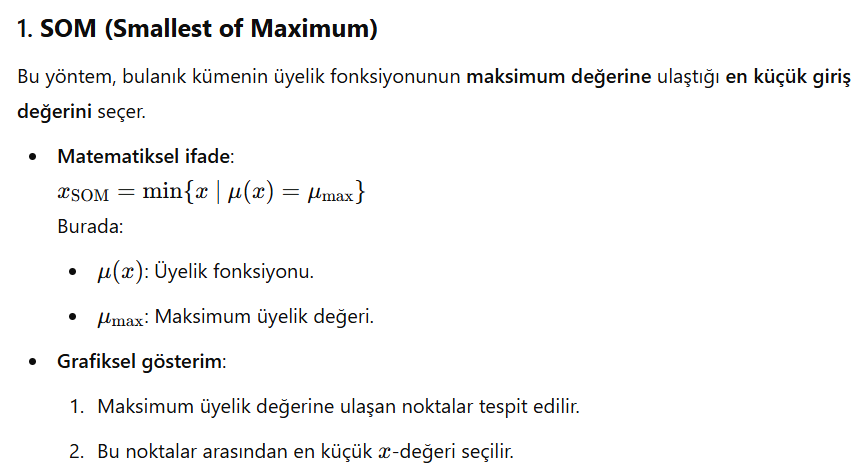 1. SOM (Smallest of Maximum)
Bu yöntem, bulanık kümenin üyelik fonksiyonunun maksimum değerine ulaştığı en küçük giriş
değerini seçer.
• Matematiksel ifade:
x_SOM = min{x | μ(x) = μ_max}
Burada:
• μ(x): Üyelik fonksiyonu.
• μ_max: Maksimum üyelik değeri.
• Grafiksel gösterim:
1. Maksimum üyelik değerine ulaşan noktalar tespit edilir.
2. Bu noktalar arasından en küçük x-değeri seçilir.